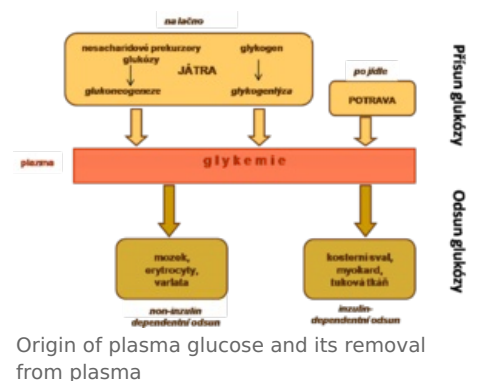 na lačno
nesacharidové prekurzory
glukózy
glukoneogeneze
JÁTRA
glykogen
glykogenlýza
po jídle
POTRAVA
Přísun glukózy
plazma
glykemie
Odsun glukózy
mozek,
erytrocyty,
varlata
non-inzulin
dependentní odsun
kosterní sval,
myokard,
tuková tkáň
inzulin-
dependentní odsun
Origin of plasma glucose and its removal
from plasma